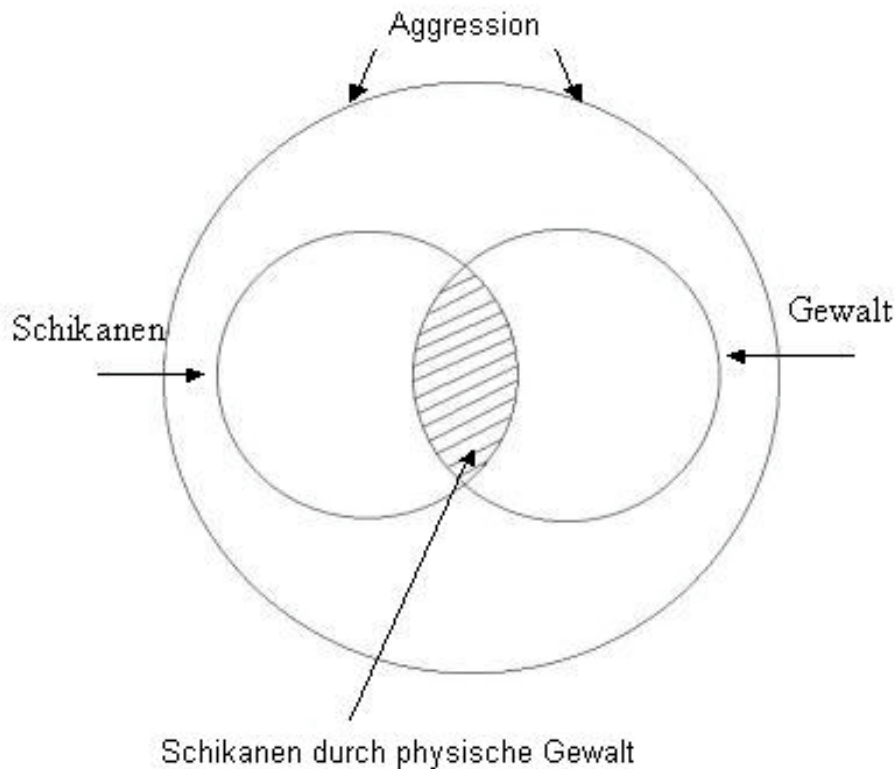 Aggression
Schikanen
Gewalt
Schikanen durch physische Gewalt